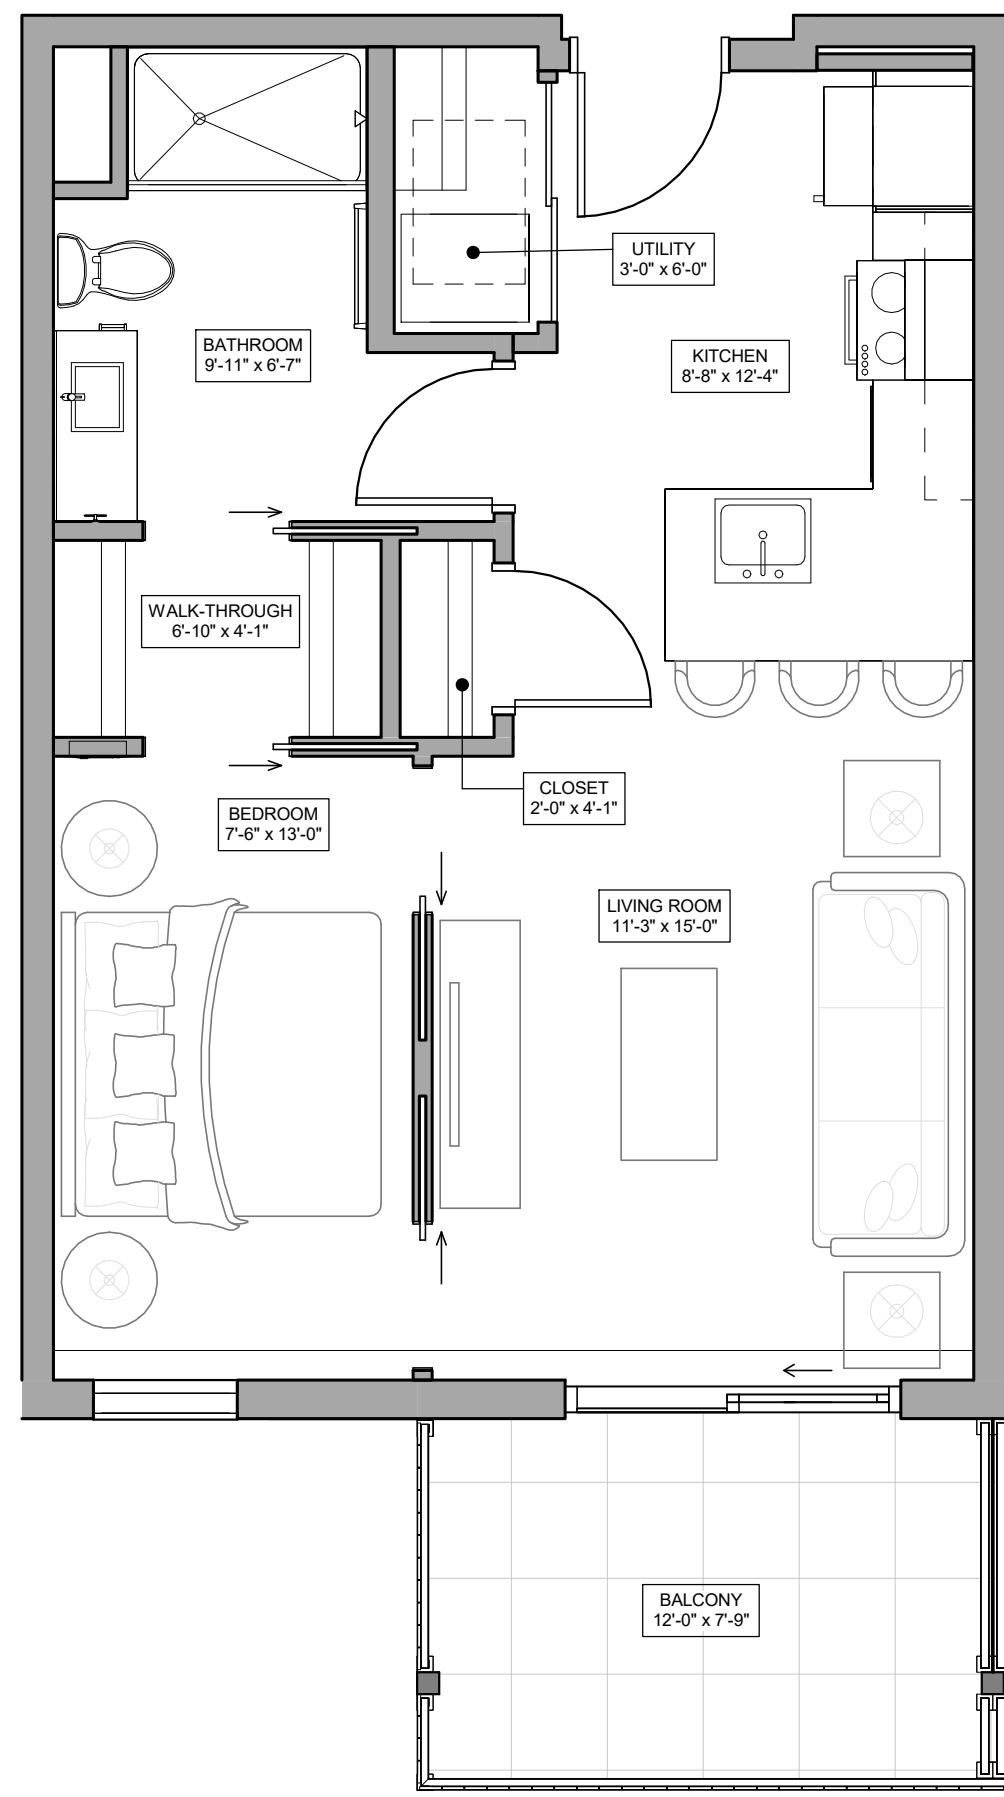 UTILITY
3'-0" x 6'-0"
BATHROOM
9'-11" x 6'-7"
KITCHEN
8'-8" x 12'-4"
WALK-THROUGH
6'-10" x 4'-1"
CLOSET
2'-0" x 4'-1"
BEDROOM
7'-6" x 13'-0"
LIVING ROOM
11'-3" x 15'-0"
BALCONY
12'-0" x 7'-9"